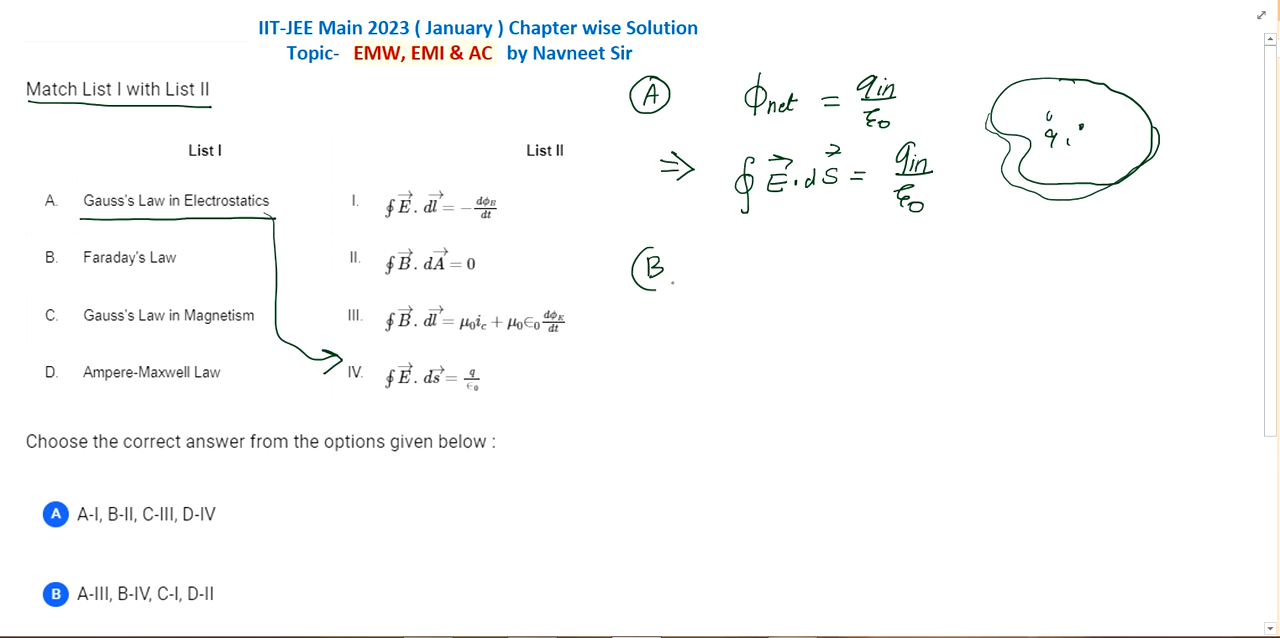 IIT-JEE Main 2023 ( January ) Chapter wise Solution
Topic- EMW, EMI & AC by Navneet Sir
Match List I with List II
List I List II
A. Gauss's Law in Electrostatics I. ∮E⃗. dl⃗ = −dϕ_B/dt
B. Faraday's Law II. ∮B⃗. dA⃗ = 0
C. Gauss's Law in Magnetism III. ∮B⃗. dl⃗ = μ₀i_c + μ₀∈₀ dϕ_E/dt
D. Ampere-Maxwell Law IV. ∮E⃗. ds⃗ = q/∈₀
Choose the correct answer from the options given below :
A A-I, B-II, C-III, D-IV
B A-III, B-IV, C-I, D-II
A ϕnet = qin/ε₀
⇒ ∮E⃗.dS⃗ = qin/ε₀
B.